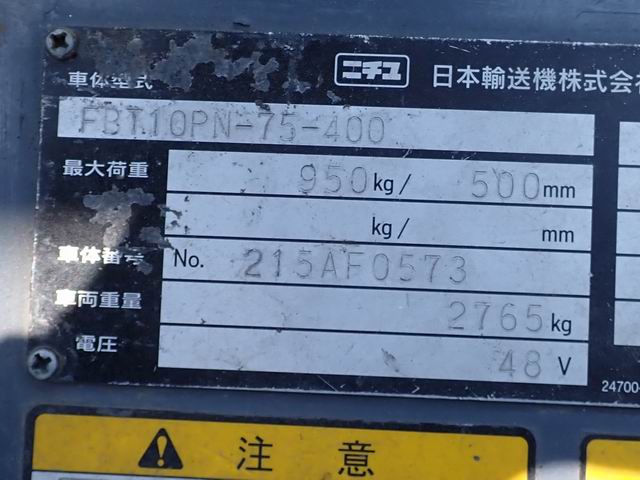 ニチユ 日本輸送機株式会社
車体型式
FBT10PN-75-400
最大荷重 950kg/ 500mm
kg/ mm
車体番号 No. 215AF0573
車両重量 2765kg
電圧 48V
24700-
注意